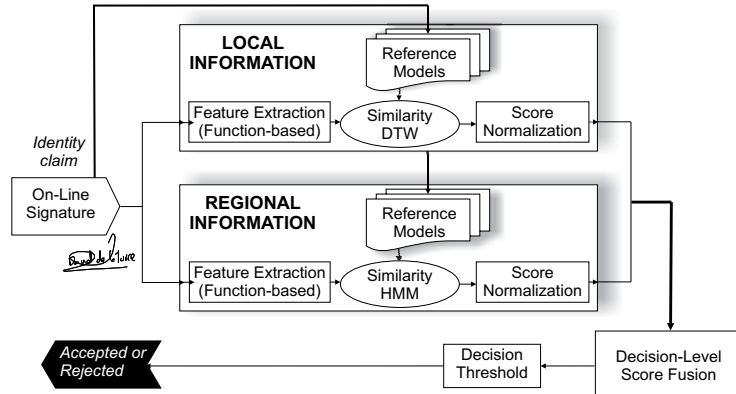 LOCAL
INFORMATION
Reference
Models
Feature Extraction
(Function-based)
Similarity
DTW
Score
Normalization
Identity
claim
On-Line
Signature
REGIONAL
INFORMATION
Reference
Models
Feature Extraction
(Function-based)
Similarity
HMM
Score
Normalization
Accepted or
Rejected
Decision
Threshold
Decision-Level
Score Fusion